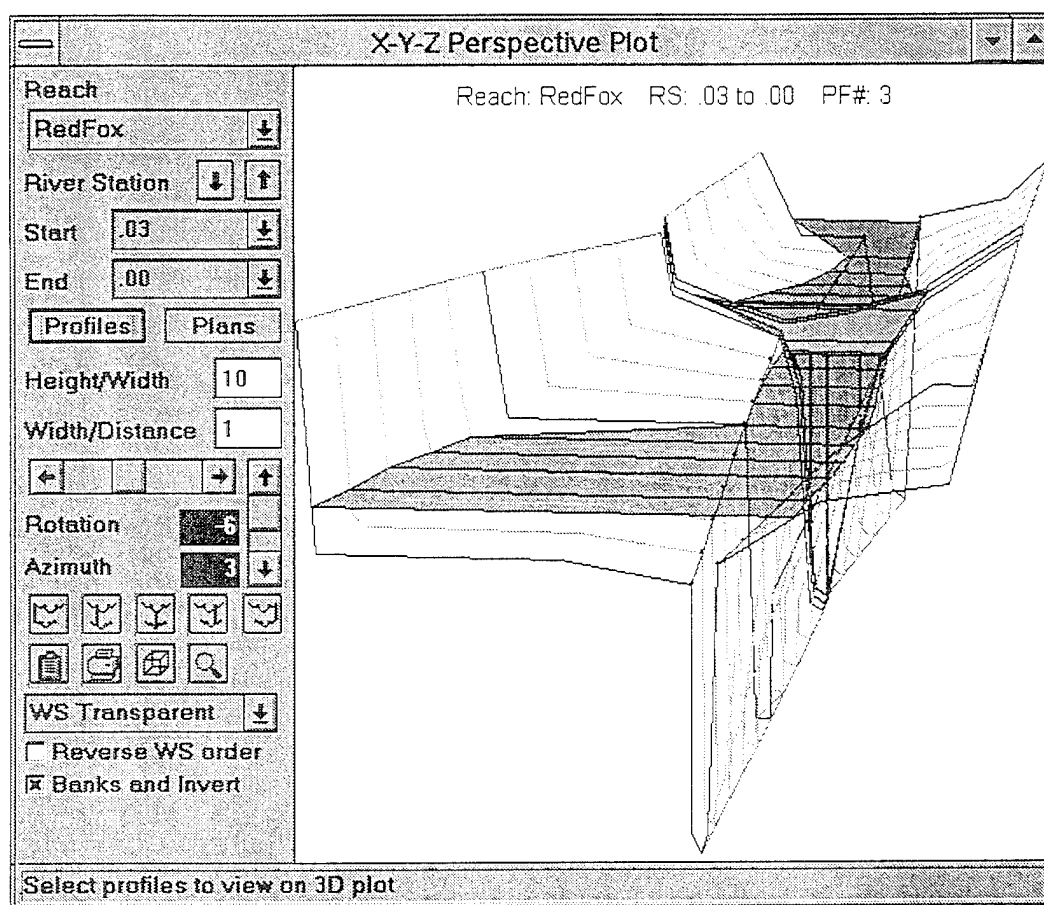 X-Y-Z Perspective Plot
Reach
RedFox
River Station
Start .03
End .00
Profiles Plans
Height/Width 10
Width/Distance 1
Rotation -6
Azimuth 3
WS Transparent
Reverse WS order
Banks and Invert
Reach: RedFox RS: .03 to .00 PF#: 3
Select profiles to view on 3D plot